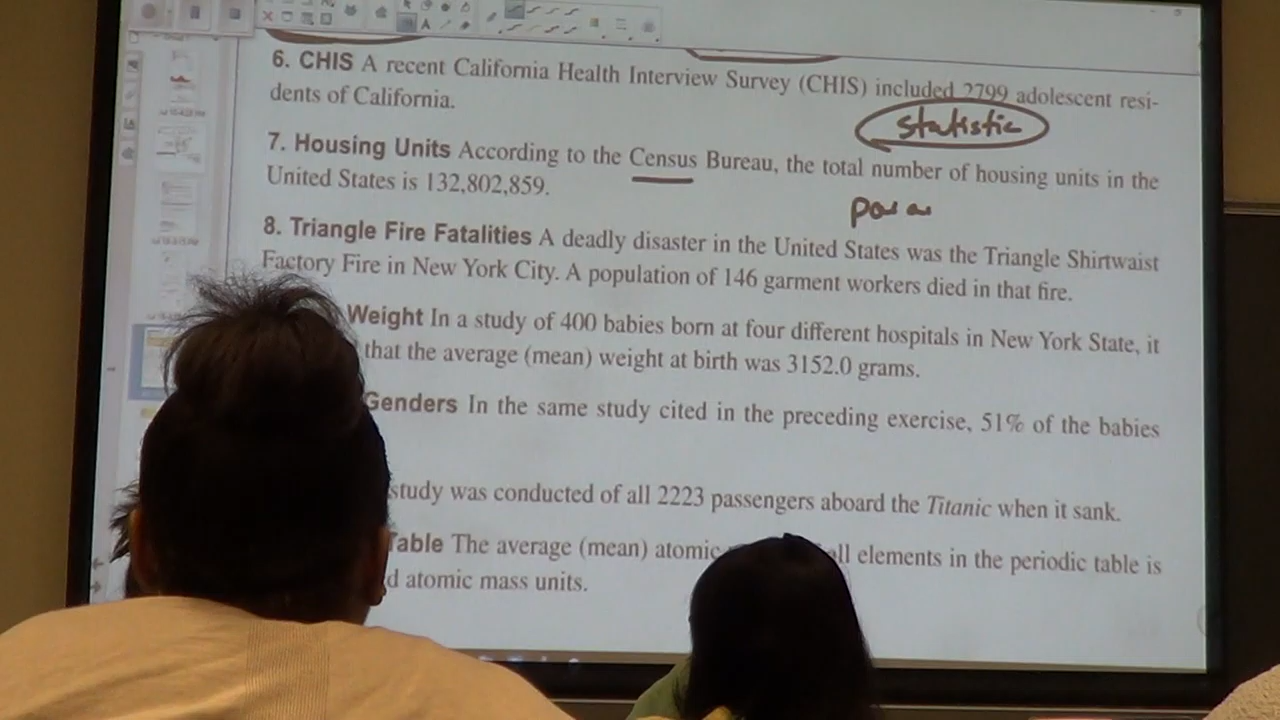 6. CHIS A recent California Health Interview Survey (CHIS) included 2799 adolescent resi-
dents of California.
statistic
7. Housing Units According to the Census Bureau, the total number of housing units in the
United States is 132,802,859.
para
8. Triangle Fire Fatalities A deadly disaster in the United States was the Triangle Shirtwaist
Factory Fire in New York City. A population of 146 garment workers died in that fire.
Weight In a study of 400 babies born at four different hospitals in New York State, it
that the average (mean) weight at birth was 3152.0 grams.
Genders In the same study cited in the preceding exercise, 51% of the babies
study was conducted of all 2223 passengers aboard the Titanic when it sank.
Table The average (mean) atomic all elements in the periodic table is
d atomic mass units.